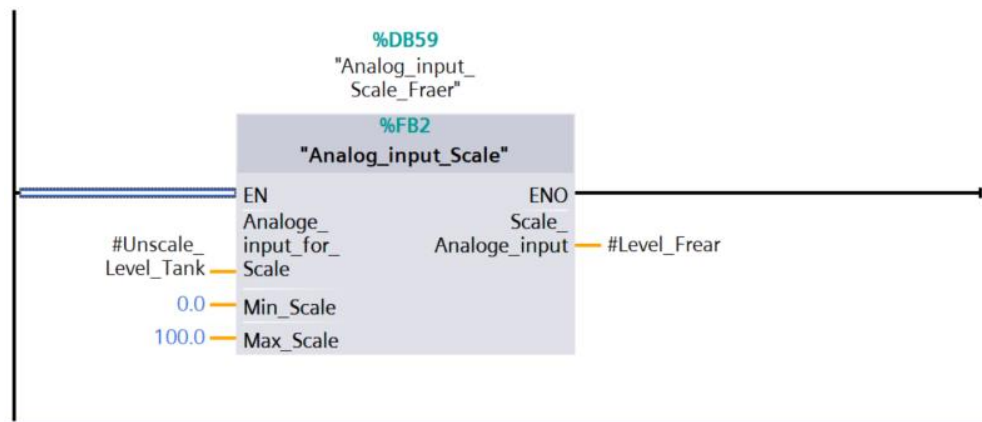 %DB59
"Analog_input_
Scale_Fraer"
%FB2
"Analog_input_Scale"
EN
ENO
#Unscale_
Level_Tank
Analoge_
input_for_
Scale
Scale_
Analoge_input
#Level_Frear
0.0
Min_Scale
100.0
Max_Scale